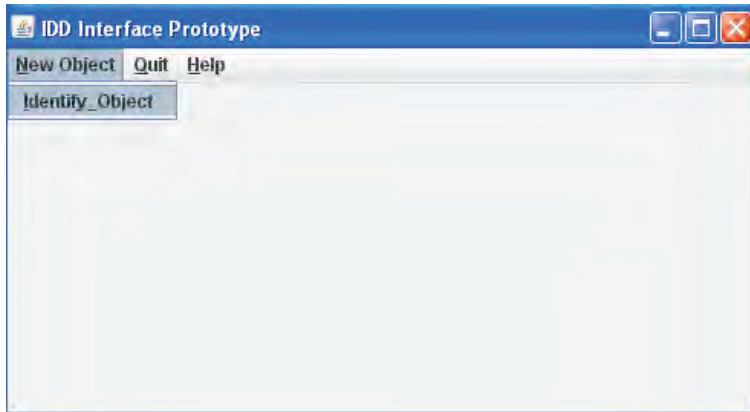 IDD Interface Prototype
New Object Quit Help
Identify_Object